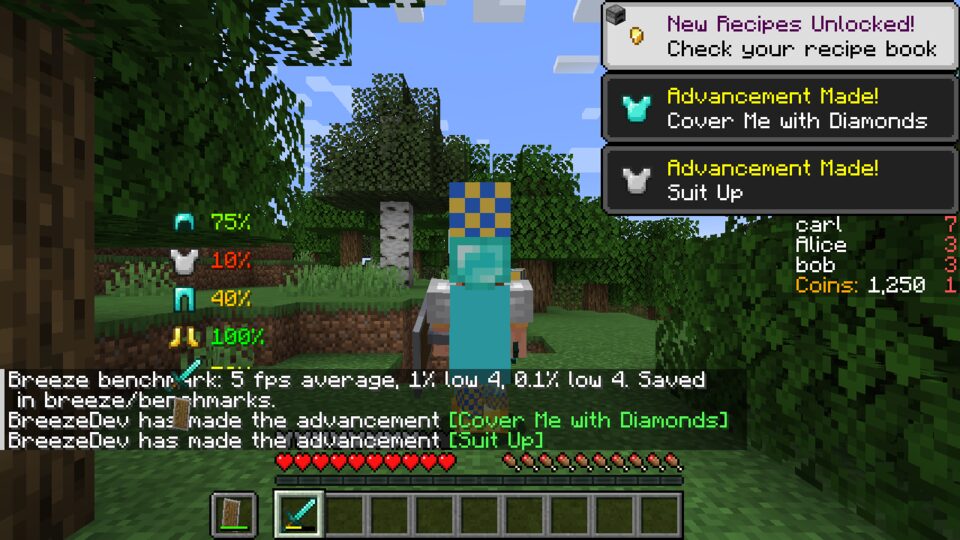 New Recipes Unlocked!
Check your recipe book
Advancement Made!
Cover Me with Diamonds
Advancement Made!
Suit Up
75%
10%
40%
100%
carl 7
Alice 3
bob 3
Coins: 1,250 1
Breeze benchmark: 5 fps average, 1% low 4, 0.1% low 4. Saved
in breeze/benchmarks.
BreezeDev has made the advancement [Cover Me with Diamonds]
BreezeDev has made the advancement [Suit Up]